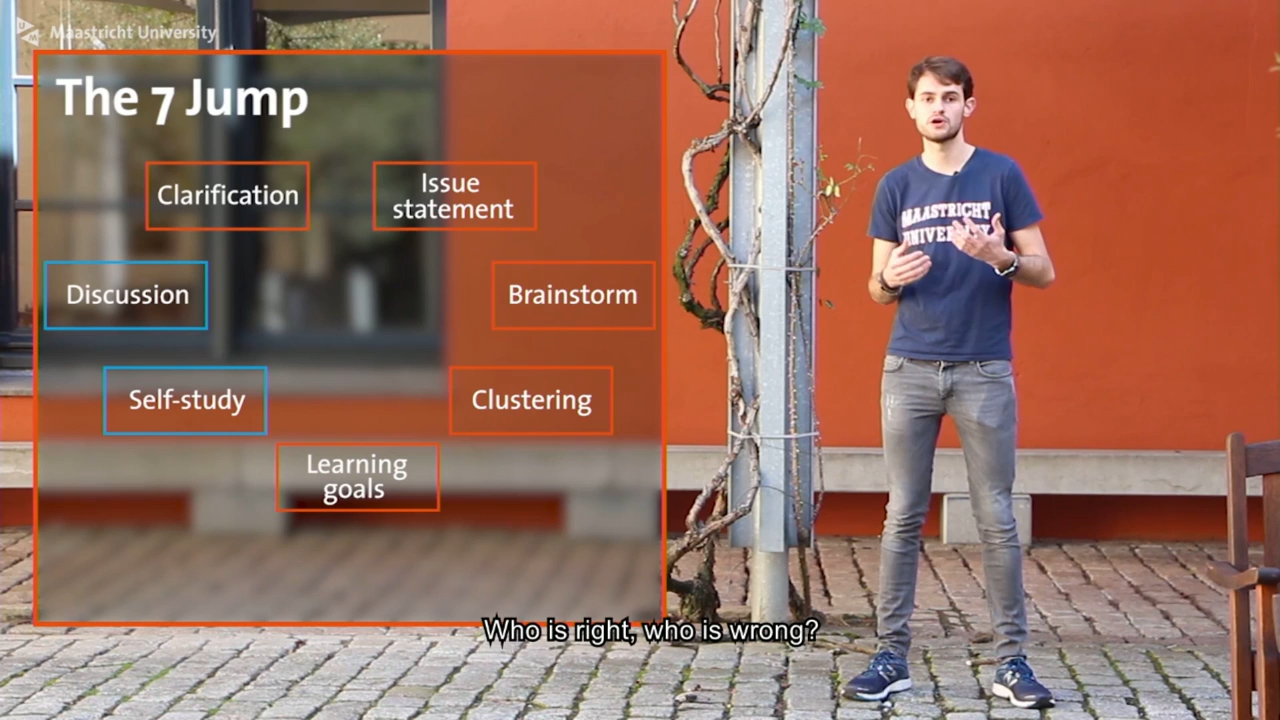 Maastricht University
The 7 Jump
Clarification
Issue
statement
Discussion
Brainstorm
Self-study
Clustering
Learning
goals
MAASTRICHT
UNIVERSITY
Who is right, who is wrong?